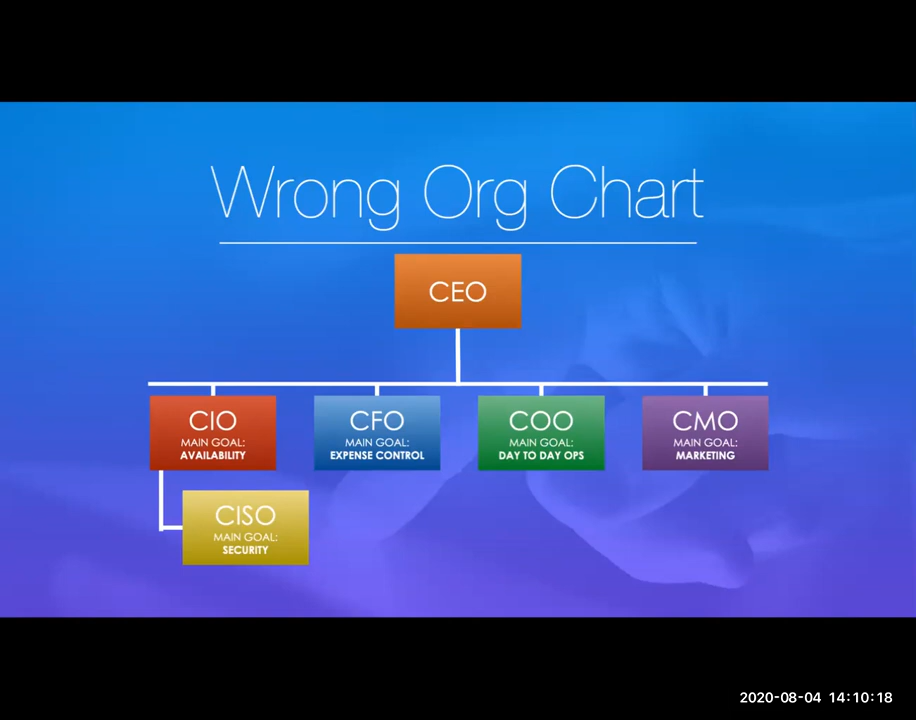 Wrong Org Chart
CEO
CIO
MAIN GOAL:
AVAILABILITY
CFO
MAIN GOAL:
EXPENSE CONTROL
COO
MAIN GOAL:
DAY TO DAY OPS
CMO
MAIN GOAL:
MARKETING
CISO
MAIN GOAL:
SECURITY
2020-08-04 14:10:18